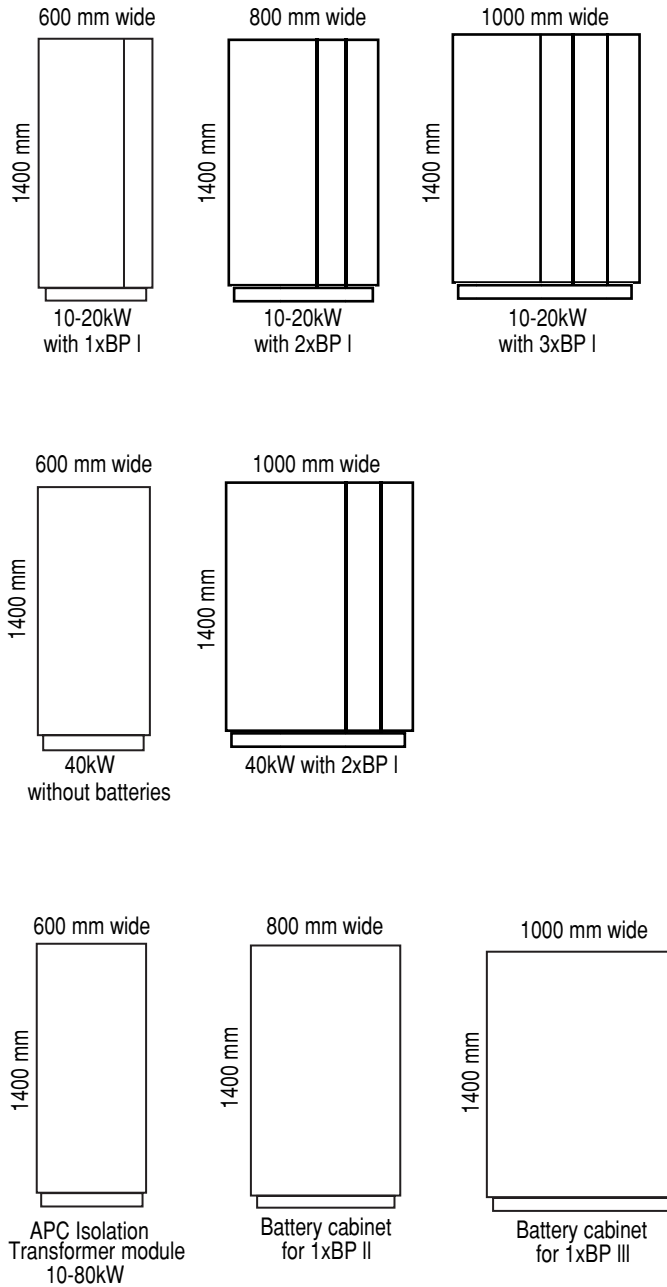 600 mm wide
800 mm wide
1000 mm wide
1400 mm
1400 mm
1400 mm
10-20kW
with 1xBP I
10-20kW
with 2xBP I
10-20kW
with 3xBP I
600 mm wide
1000 mm wide
1400 mm
1400 mm
40kW
without batteries
40kW with 2xBP I
600 mm wide
800 mm wide
1000 mm wide
1400 mm
1400 mm
1400 mm
APC Isolation
Transformer module
10-80kW
Battery cabinet
for 1xBP II
Battery cabinet
for 1xBP III